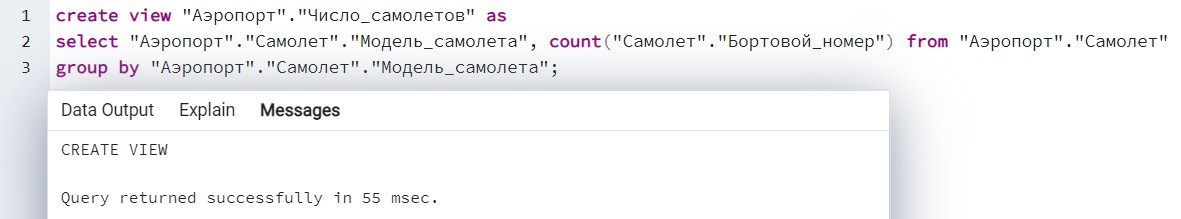 1 create view "Аэропорт"."Число_самолетов" as
2 select "Аэропорт"."Самолет"."Модель_самолета", count("Самолет"."Бортовой_номер") from "Аэропорт"."Самолет"
3 group by "Аэропорт"."Самолет"."Модель_самолета";
Data Output Explain Messages
CREATE VIEW
Query returned successfully in 55 msec.